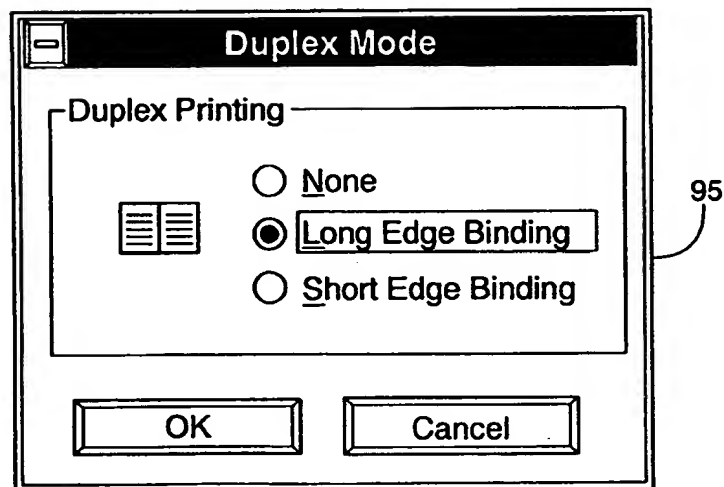 Duplex Mode
Duplex Printing
None
Long Edge Binding
Short Edge Binding
95
OK
Cancel